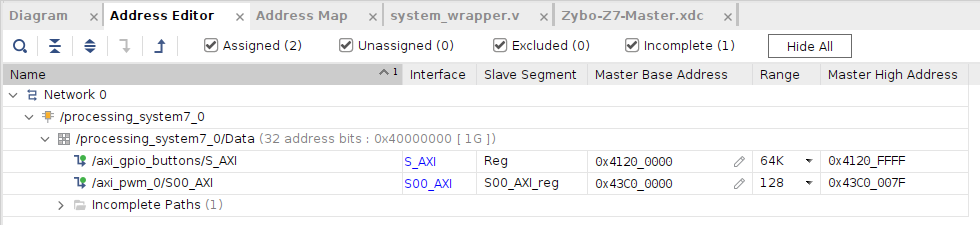 Diagram × Address Editor × Address Map × system_wrapper.v × Zybo-Z7-Master.xdc ×
Assigned (2) Unassigned (0) Excluded (0) Incomplete (1) Hide All
Name 1 Interface Slave Segment Master Base Address Range Master High Address
Network 0
/processing_system7_0
/processing_system7_0/Data (32 address bits : 0x40000000 [ 1G ])
/axi_gpio_buttons/S_AXI S_AXI Reg 0x4120_0000 64K 0x4120_FFFF
/axi_pwm_0/S00_AXI S00_AXI S00_AXI_reg 0x43C0_0000 128 0x43C0_007F
Incomplete Paths (1)